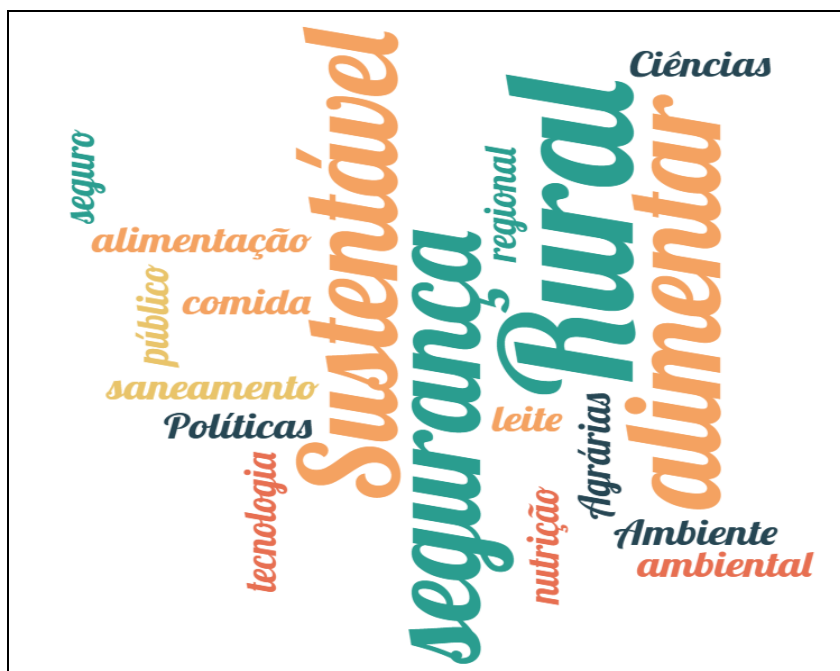 Ciências
Sustentável
Rural
alimentar
seguro
regional
alimentação
segurança
público
comida
saneamento
Políticas
leite
Agrárias
tecnologia
nutrição
Ambiente
ambiental